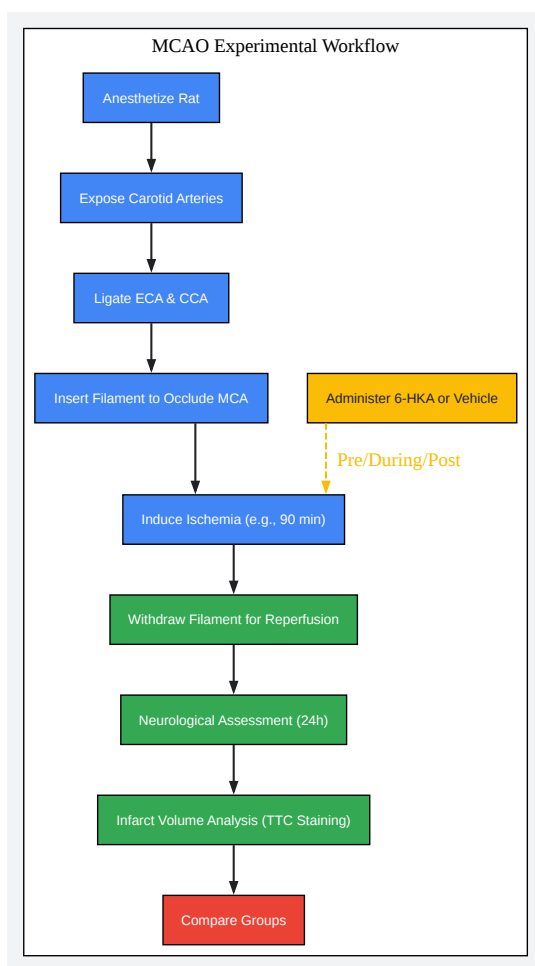 MCAO Experimental Workflow
Anesthetize Rat
Expose Carotid Arteries
Ligate ECA & CCA
Insert Filament to Occlude MCA
Administer 6-HKA or Vehicle
Pre/During/Post
Induce Ischemia (e.g., 90 min)
Withdraw Filament for Reperfusion
Neurological Assessment (24h)
Infarct Volume Analysis (TTC Staining)
Compare Groups